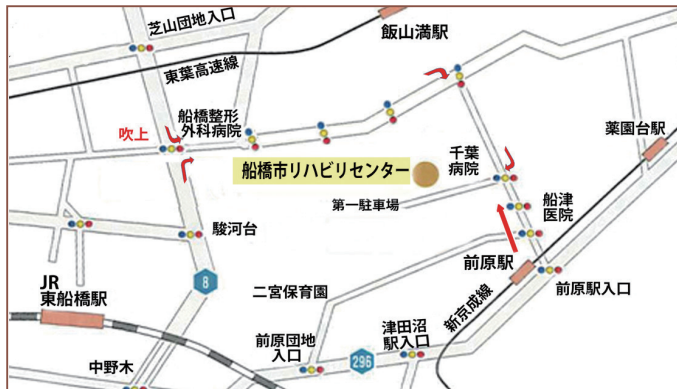 芝山団地入口
飯山満駅
東葉高速線
船橋整形
外科病院
吹上
薬園台駅
千葉
病院
船橋市リハビリセンター
第一駐車場
船津
医院
駿河台
前原駅
JR
東船橋駅
8
二宮保育園
前原駅入口
新京成線
前原団地
入口
津田沼
駅入口
296
中野木